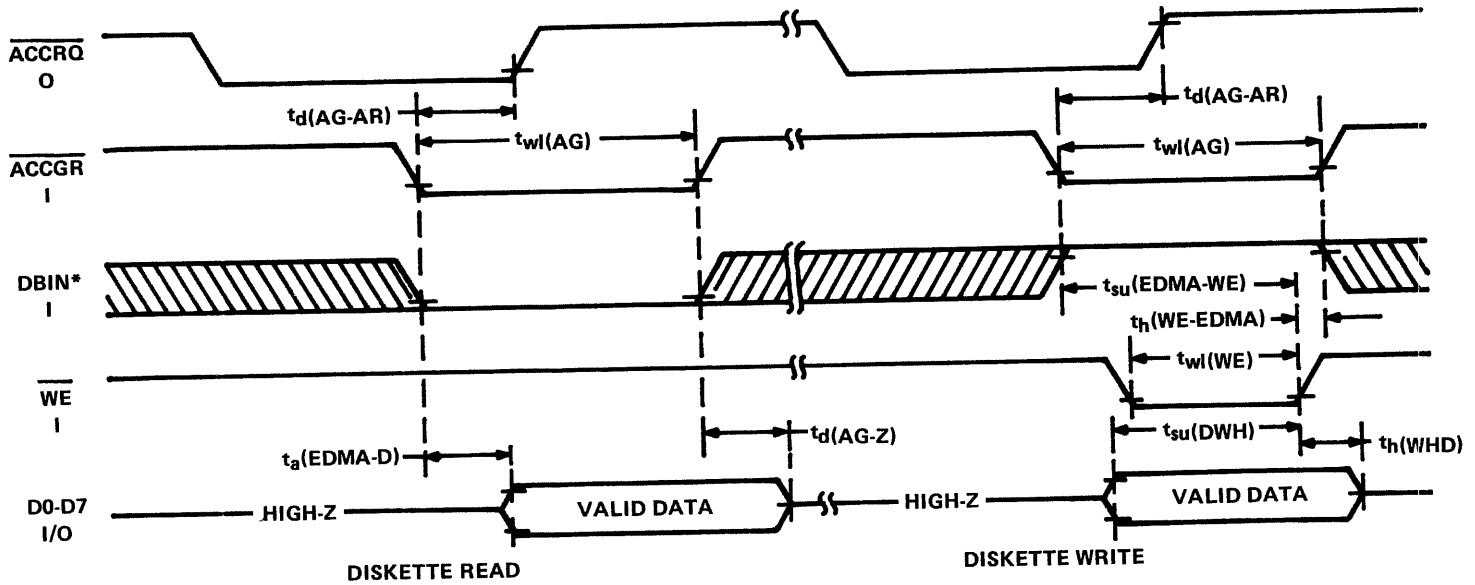 ACCRQ
O
td(AG-AR)
td(AG-AR)
twl(AG)
twl(AG)
ACCGR
I
DBIN*
I
tsu(EDMA-WE)
th(WE-EDMA)
twl(WE)
WE
I
td(AG-Z)
tsu(DWH)
ta(EDMA-D)
th(WHD)
D0-D7
I/O
HIGH-Z
VALID DATA
HIGH-Z
VALID DATA
DISKETTE READ
DISKETTE WRITE